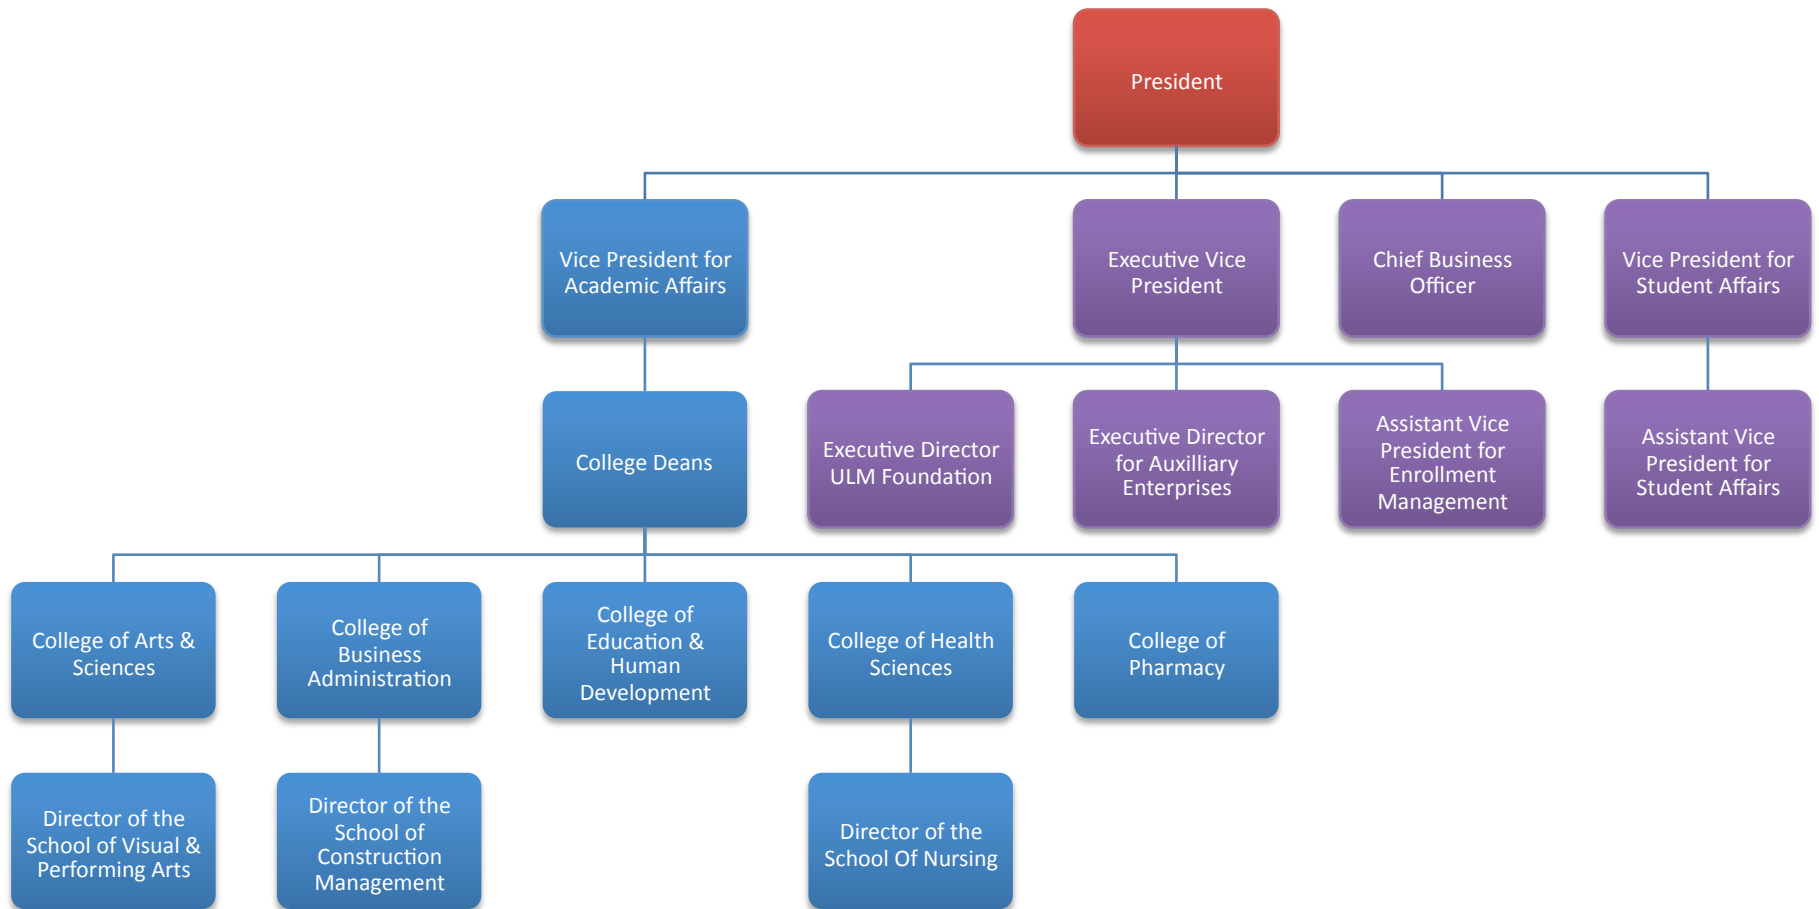 President
Vice President for
Academic Affairs
Executive Vice
President
Chief Business
Officer
Vice President for
Student Affairs
College Deans
Executive Director
ULM Foundation
Executive Director
for Auxilliary
Enterprises
Assistant Vice
President for
Enrollment
Management
Assistant Vice
President for
Student Affairs
College of Arts &
Sciences
College of
Business
Administration
College of
Education &
Human
Development
College of Health
Sciences
College of
Pharmacy
Director of the
School of Visual &
Performing Arts
Director of the
School of
Construction
Management
Director of the
School Of Nursing